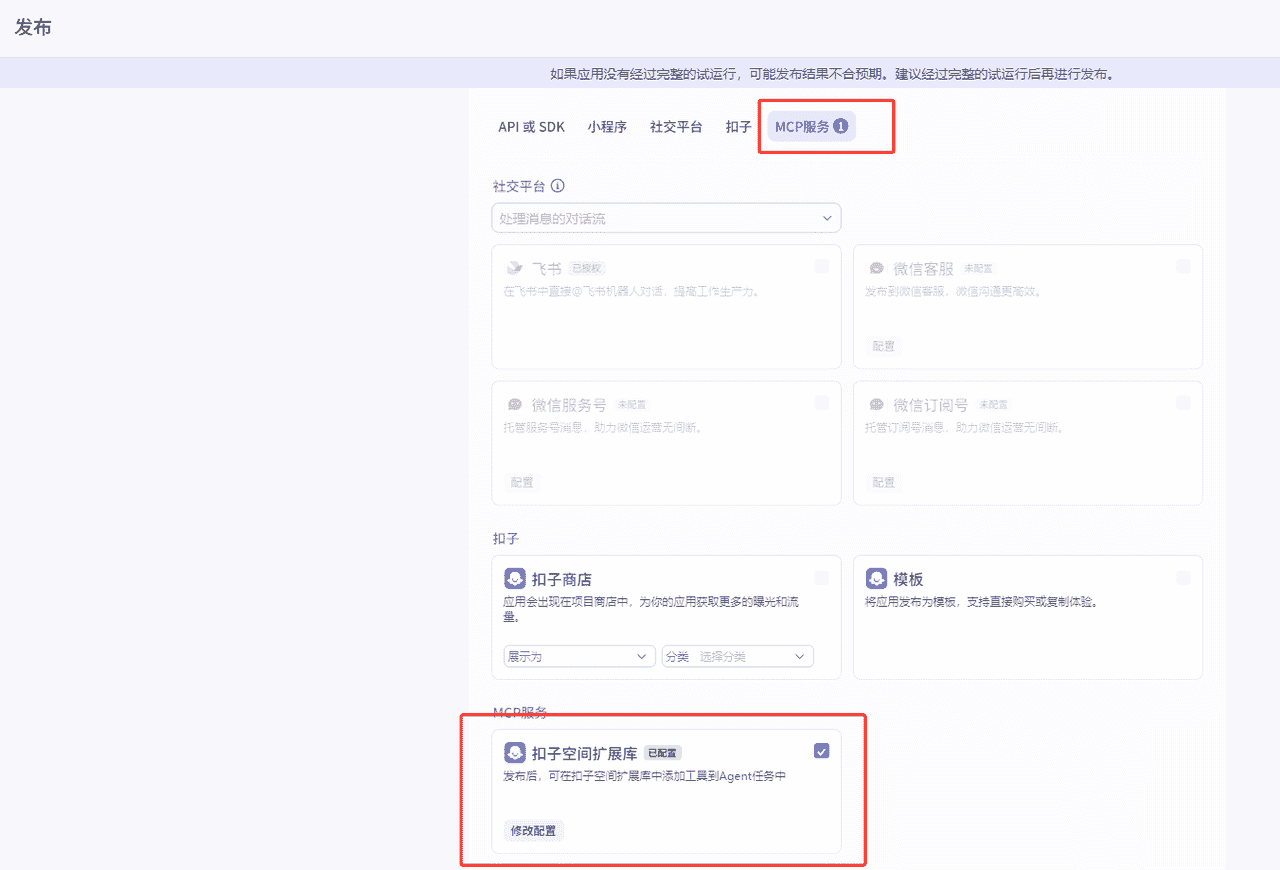 发布
如果应用没有经过完整的试运行，可能发布结果不合预期。建议经过完整的试运行后再进行发布。
API 或 SDK 小程序 社交平台 扣子 MCP服务 1
社交平台
处理消息的对话流
飞书 已授权
在飞书中直接@飞书机器人对话，提高工作生产力。
微信客服 未配置
发布到微信客服，微信沟通更高效。
配置
微信服务号 未配置
托管服务号消息，助力微信运营无间断。
配置
微信订阅号 未配置
托管订阅号消息，助力微信运营无间断。
配置
扣子
扣子商店
应用会出现在项目商店中，为你的应用获取更多的曝光和流
量。
展示为 分类 选择分类
模板
将应用发布为模板，支持直接购买或复制体验。
MCP服务
扣子空间扩展库 已配置
发布后，可在扣子空间扩展库中添加工具到Agent任务中
修改配置